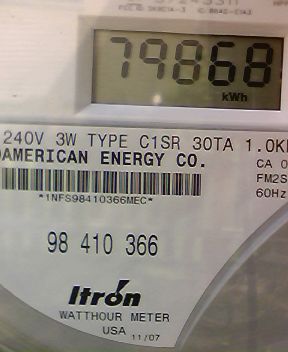 79868
kWh
240V 3W TYPE C1SR 30TA 1.0K
AMERICAN ENERGY CO.
CA 0
FM2S
60Hz
*1NFS98410366MEC*
98 410 366
Itron
WATTHOUR METER
USA 11/07